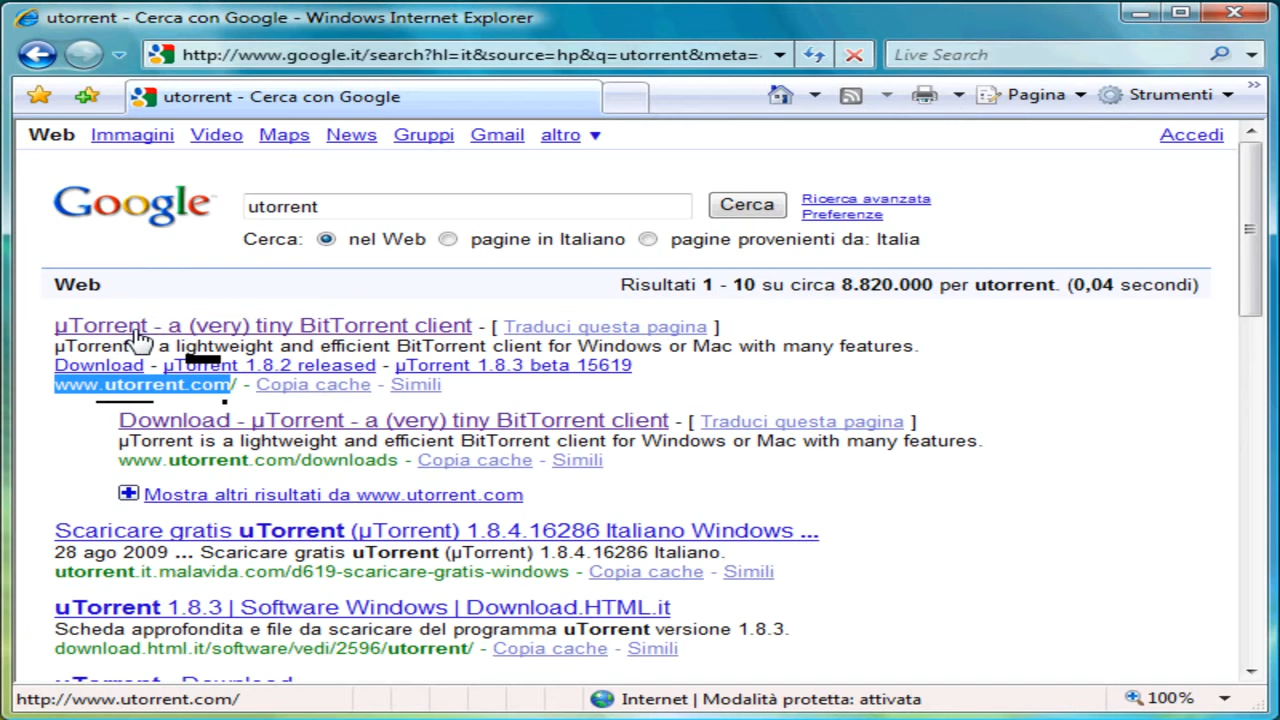 utorrent - Cerca con Google - Windows Internet Explorer
http://www.google.it/search?hl=it&source=hp&q=utorrent&meta=
Live Search
utorrent - Cerca con Google
Pagina
Strumenti
Web Immagini Video Maps News Gruppi Gmail altro ▼ Accedi
Google
utorrent
Cerca
Ricerca avanzata
Preferenze
Cerca: nel Web pagine in Italiano pagine provenienti da: Italia
Web Risultati 1 - 10 su circa 8.820.000 per utorrent. (0,04 secondi)
µTorrent - a (very) tiny BitTorrent client - [ Traduci questa pagina ]
µTorrent a lightweight and efficient BitTorrent client for Windows or Mac with many features.
Download - µTorrent 1.8.2 released - µTorrent 1.8.3 beta 15619
www.utorrent.com/ - Copia cache - Simili
Download - µTorrent - a (very) tiny BitTorrent client - [ Traduci questa pagina ]
µTorrent is a lightweight and efficient BitTorrent client for Windows or Mac with many features.
www.utorrent.com/downloads - Copia cache - Simili
Mostra altri risultati da www.utorrent.com
Scaricare gratis uTorrent (µTorrent) 1.8.4.16286 Italiano Windows ...
28 ago 2009 ... Scaricare gratis uTorrent (µTorrent) 1.8.4.16286 Italiano.
utorrent.it.malavida.com/d619-scaricare-gratis-windows - Copia cache - Simili
uTorrent 1.8.3 | Software Windows | Download.HTML.it
Scheda approfondita e file da scaricare del programma uTorrent versione 1.8.3.
download.html.it/software/vedi/2596/utorrent/ - Copia cache - Simili
uTorrent - Download
http://www.utorrent.com/
Internet | Modalità protetta: attivata
100%